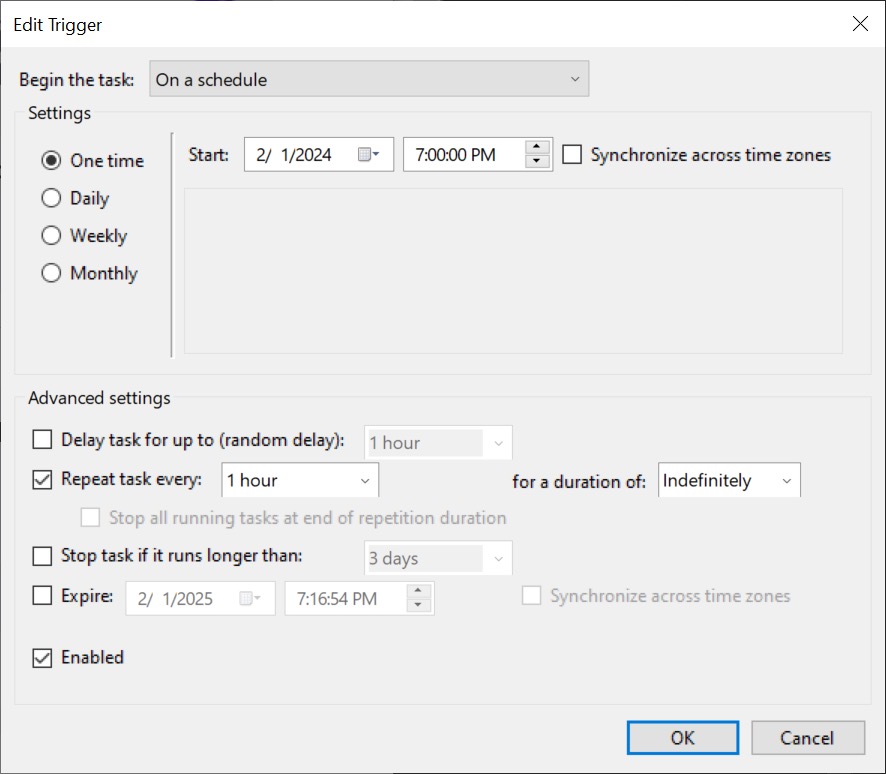 Edit Trigger
Begin the task: On a schedule
Settings
One time
Start: 2/ 1/2024 7:00:00 PM Synchronize across time zones
Daily
Weekly
Monthly
Advanced settings
Delay task for up to (random delay): 1 hour
Repeat task every: 1 hour for a duration of: Indefinitely
Stop all running tasks at end of repetition duration
Stop task if it runs longer than: 3 days
Expire: 2/ 1/2025 7:16:54 PM Synchronize across time zones
Enabled
OK Cancel